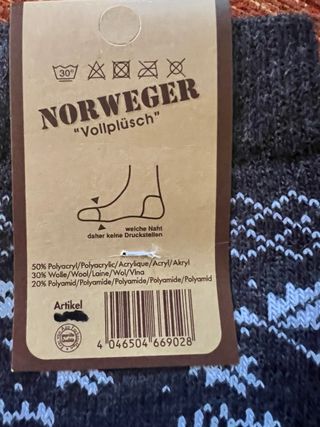 30°
NORWEGER
"Vollplüsch"
weiche Naht
daher keine Druckstellen
50% Polyacryl/Polyacrylic/Acrylique/Acryl/Akryl
30% Wolle/Wool/Laine/Wol/Vlna
20% Polyamid/Polyamide/Polyamide/Polyamide/Polyamid
Artikel
4 046504 669028